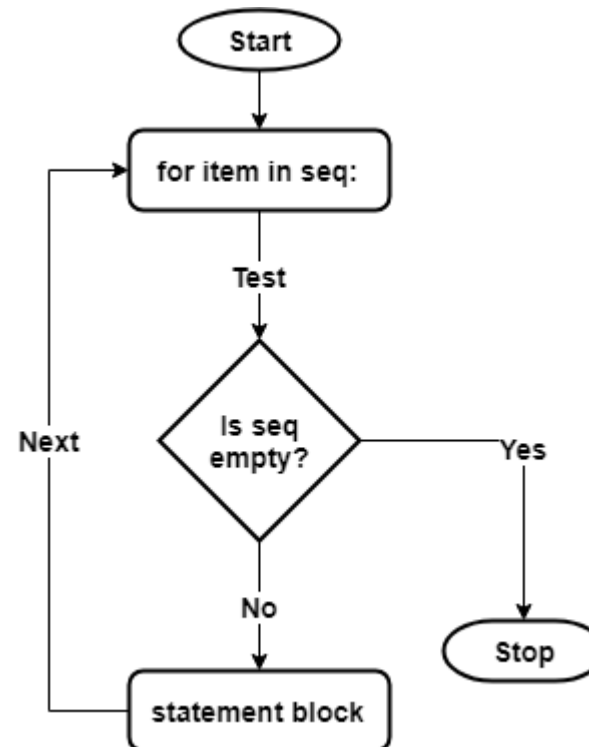 Start
for item in seq:
Test
Is seq
empty?
Next
Yes
No
Stop
statement block